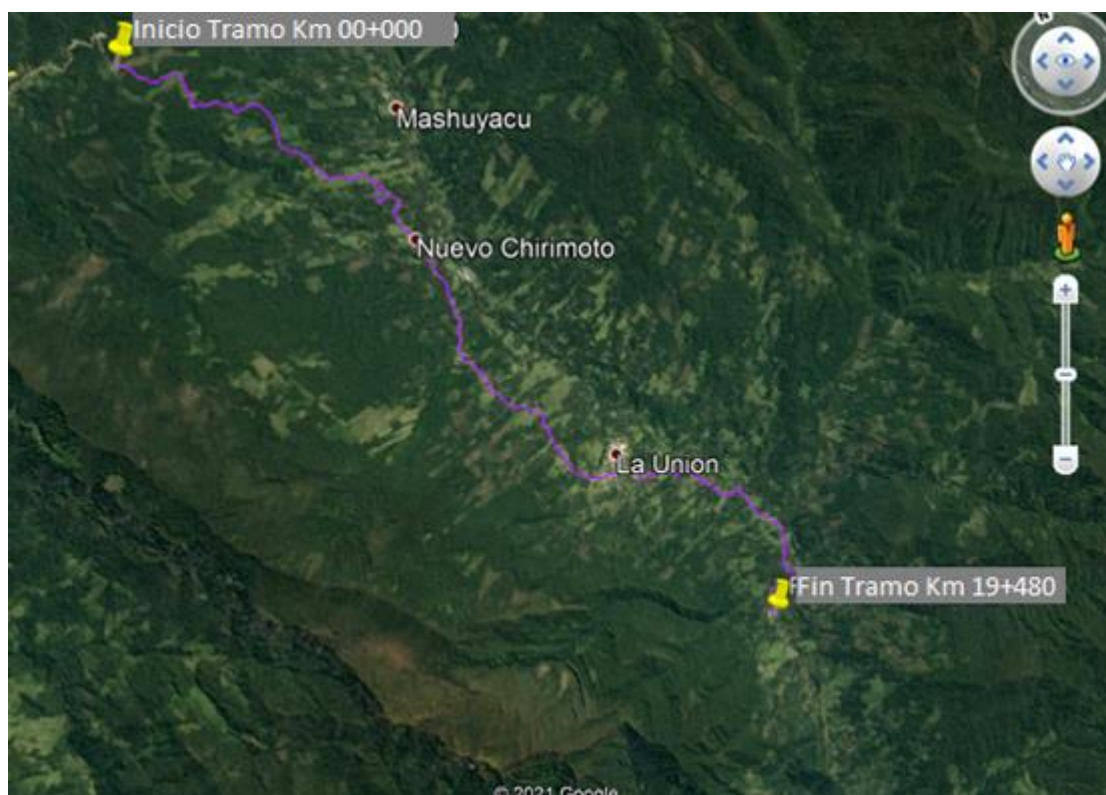 Inicio Tramo Km 00+000
Mashuyacu
Nuevo Chirimoto
La Union
Fin Tramo Km 19+480
© 2021 Google
N